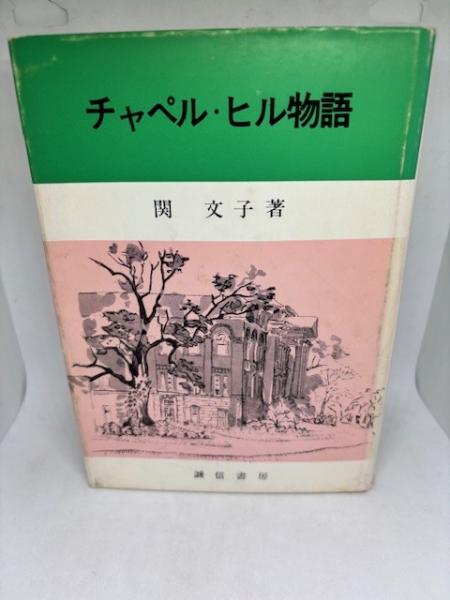 チャペル・ヒル物語
関 文子著
誠信書房